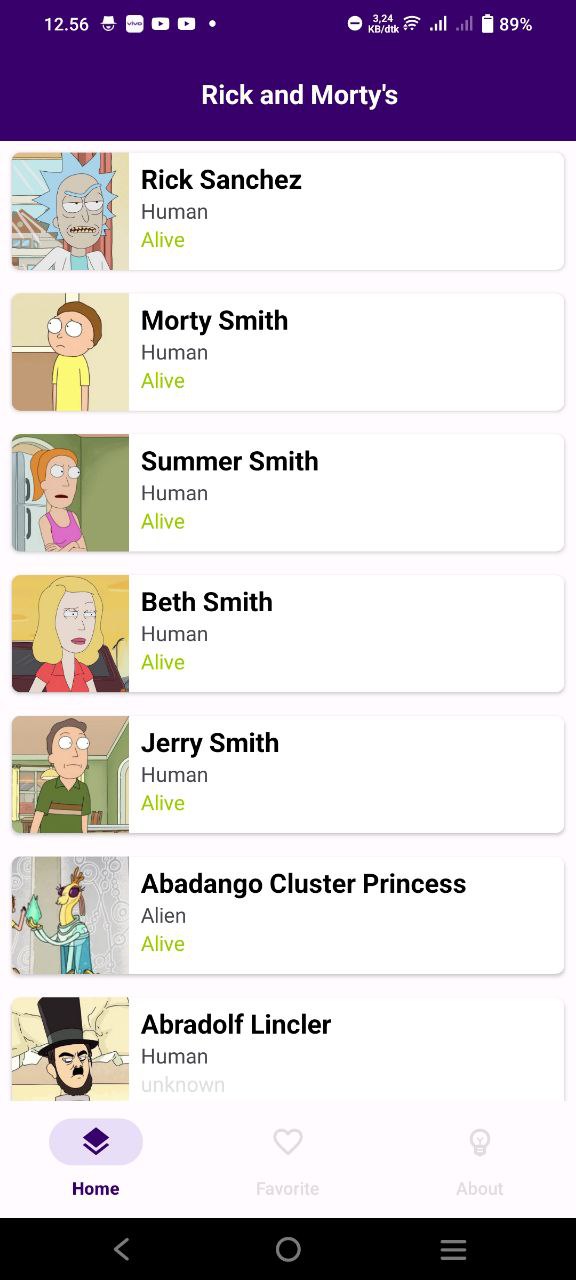 12.56 vivo 3,24 KB/dtk 89%
Rick and Morty's
Rick Sanchez
Human
Alive
Morty Smith
Human
Alive
Summer Smith
Human
Alive
Beth Smith
Human
Alive
Jerry Smith
Human
Alive
Abadango Cluster Princess
Alien
Alive
Abradolf Lincler
Human
unknown
Home Favorite About